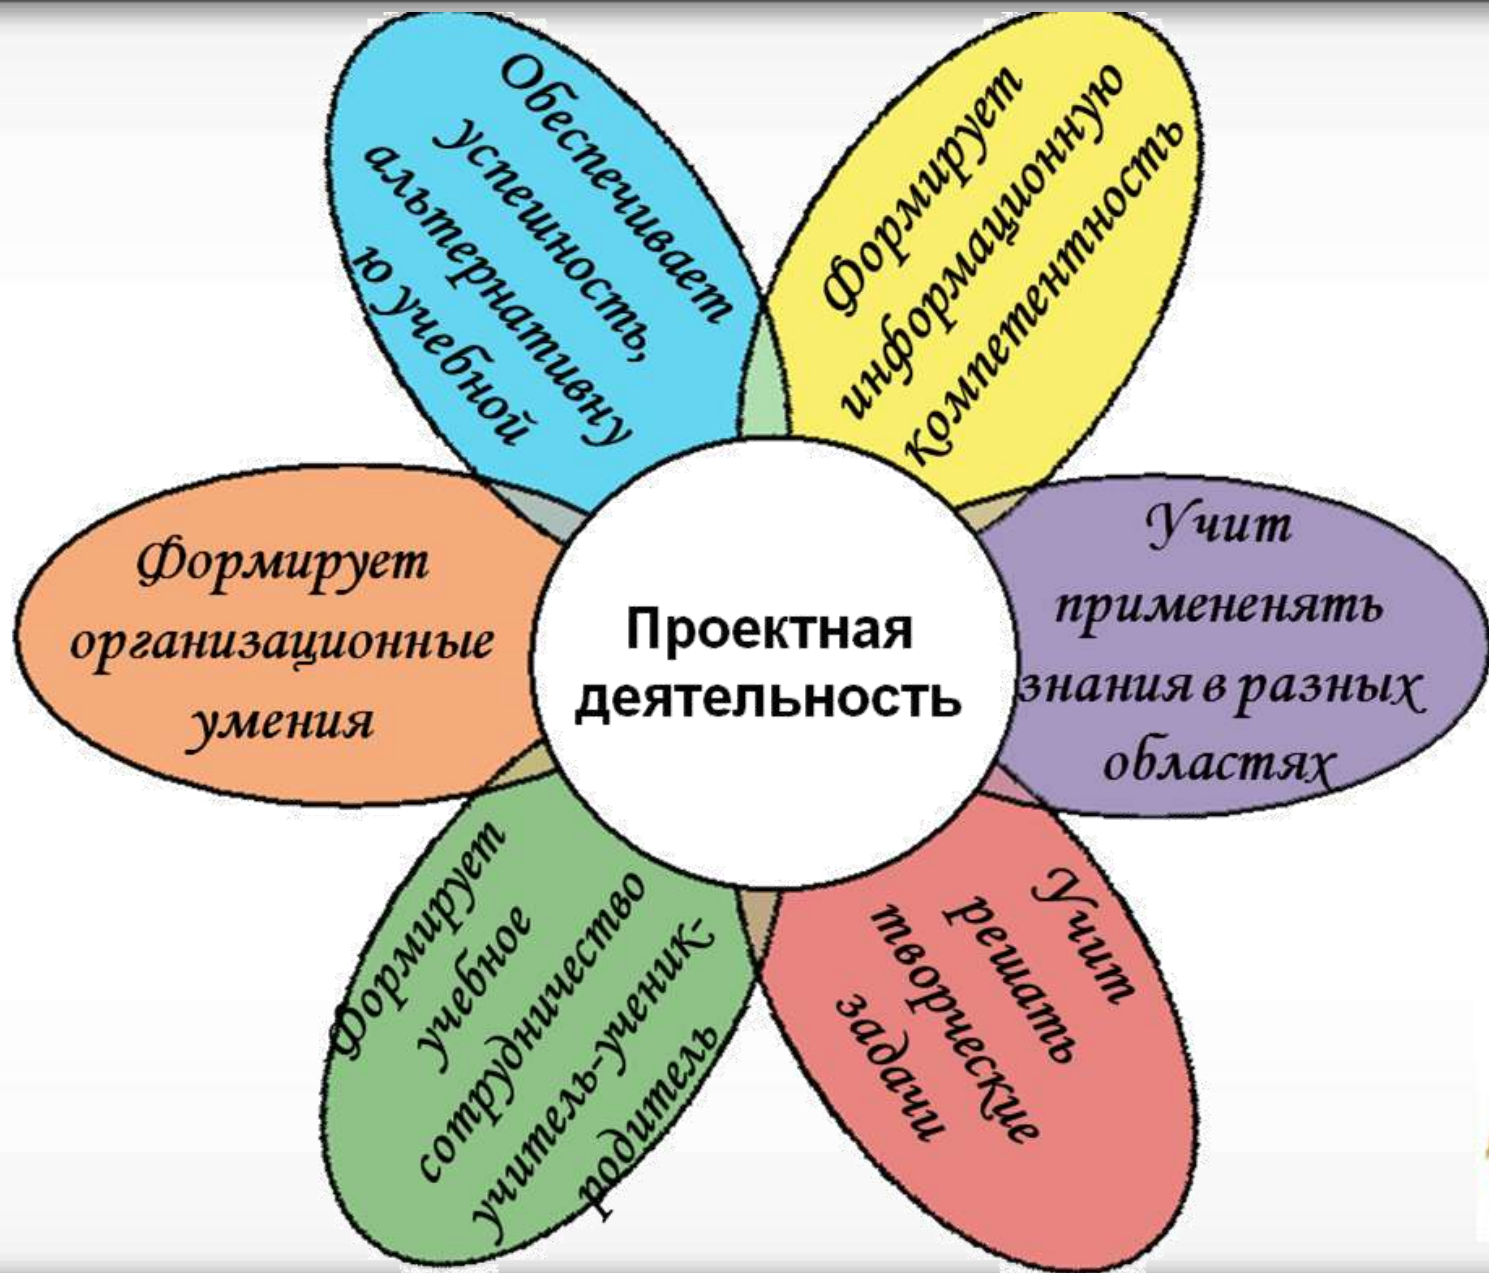 Обеспечивает
успешность,
альтернативну
ю учебной
Формирует
информационную
компетентность
Формирует
организационные
умения
Проектная
деятельность
Учит
примененять
знания в разных
областях
Формирует
учебное
сотрудничество
учитель-ученик-
родитель
Учит
решать
творческие
задачи